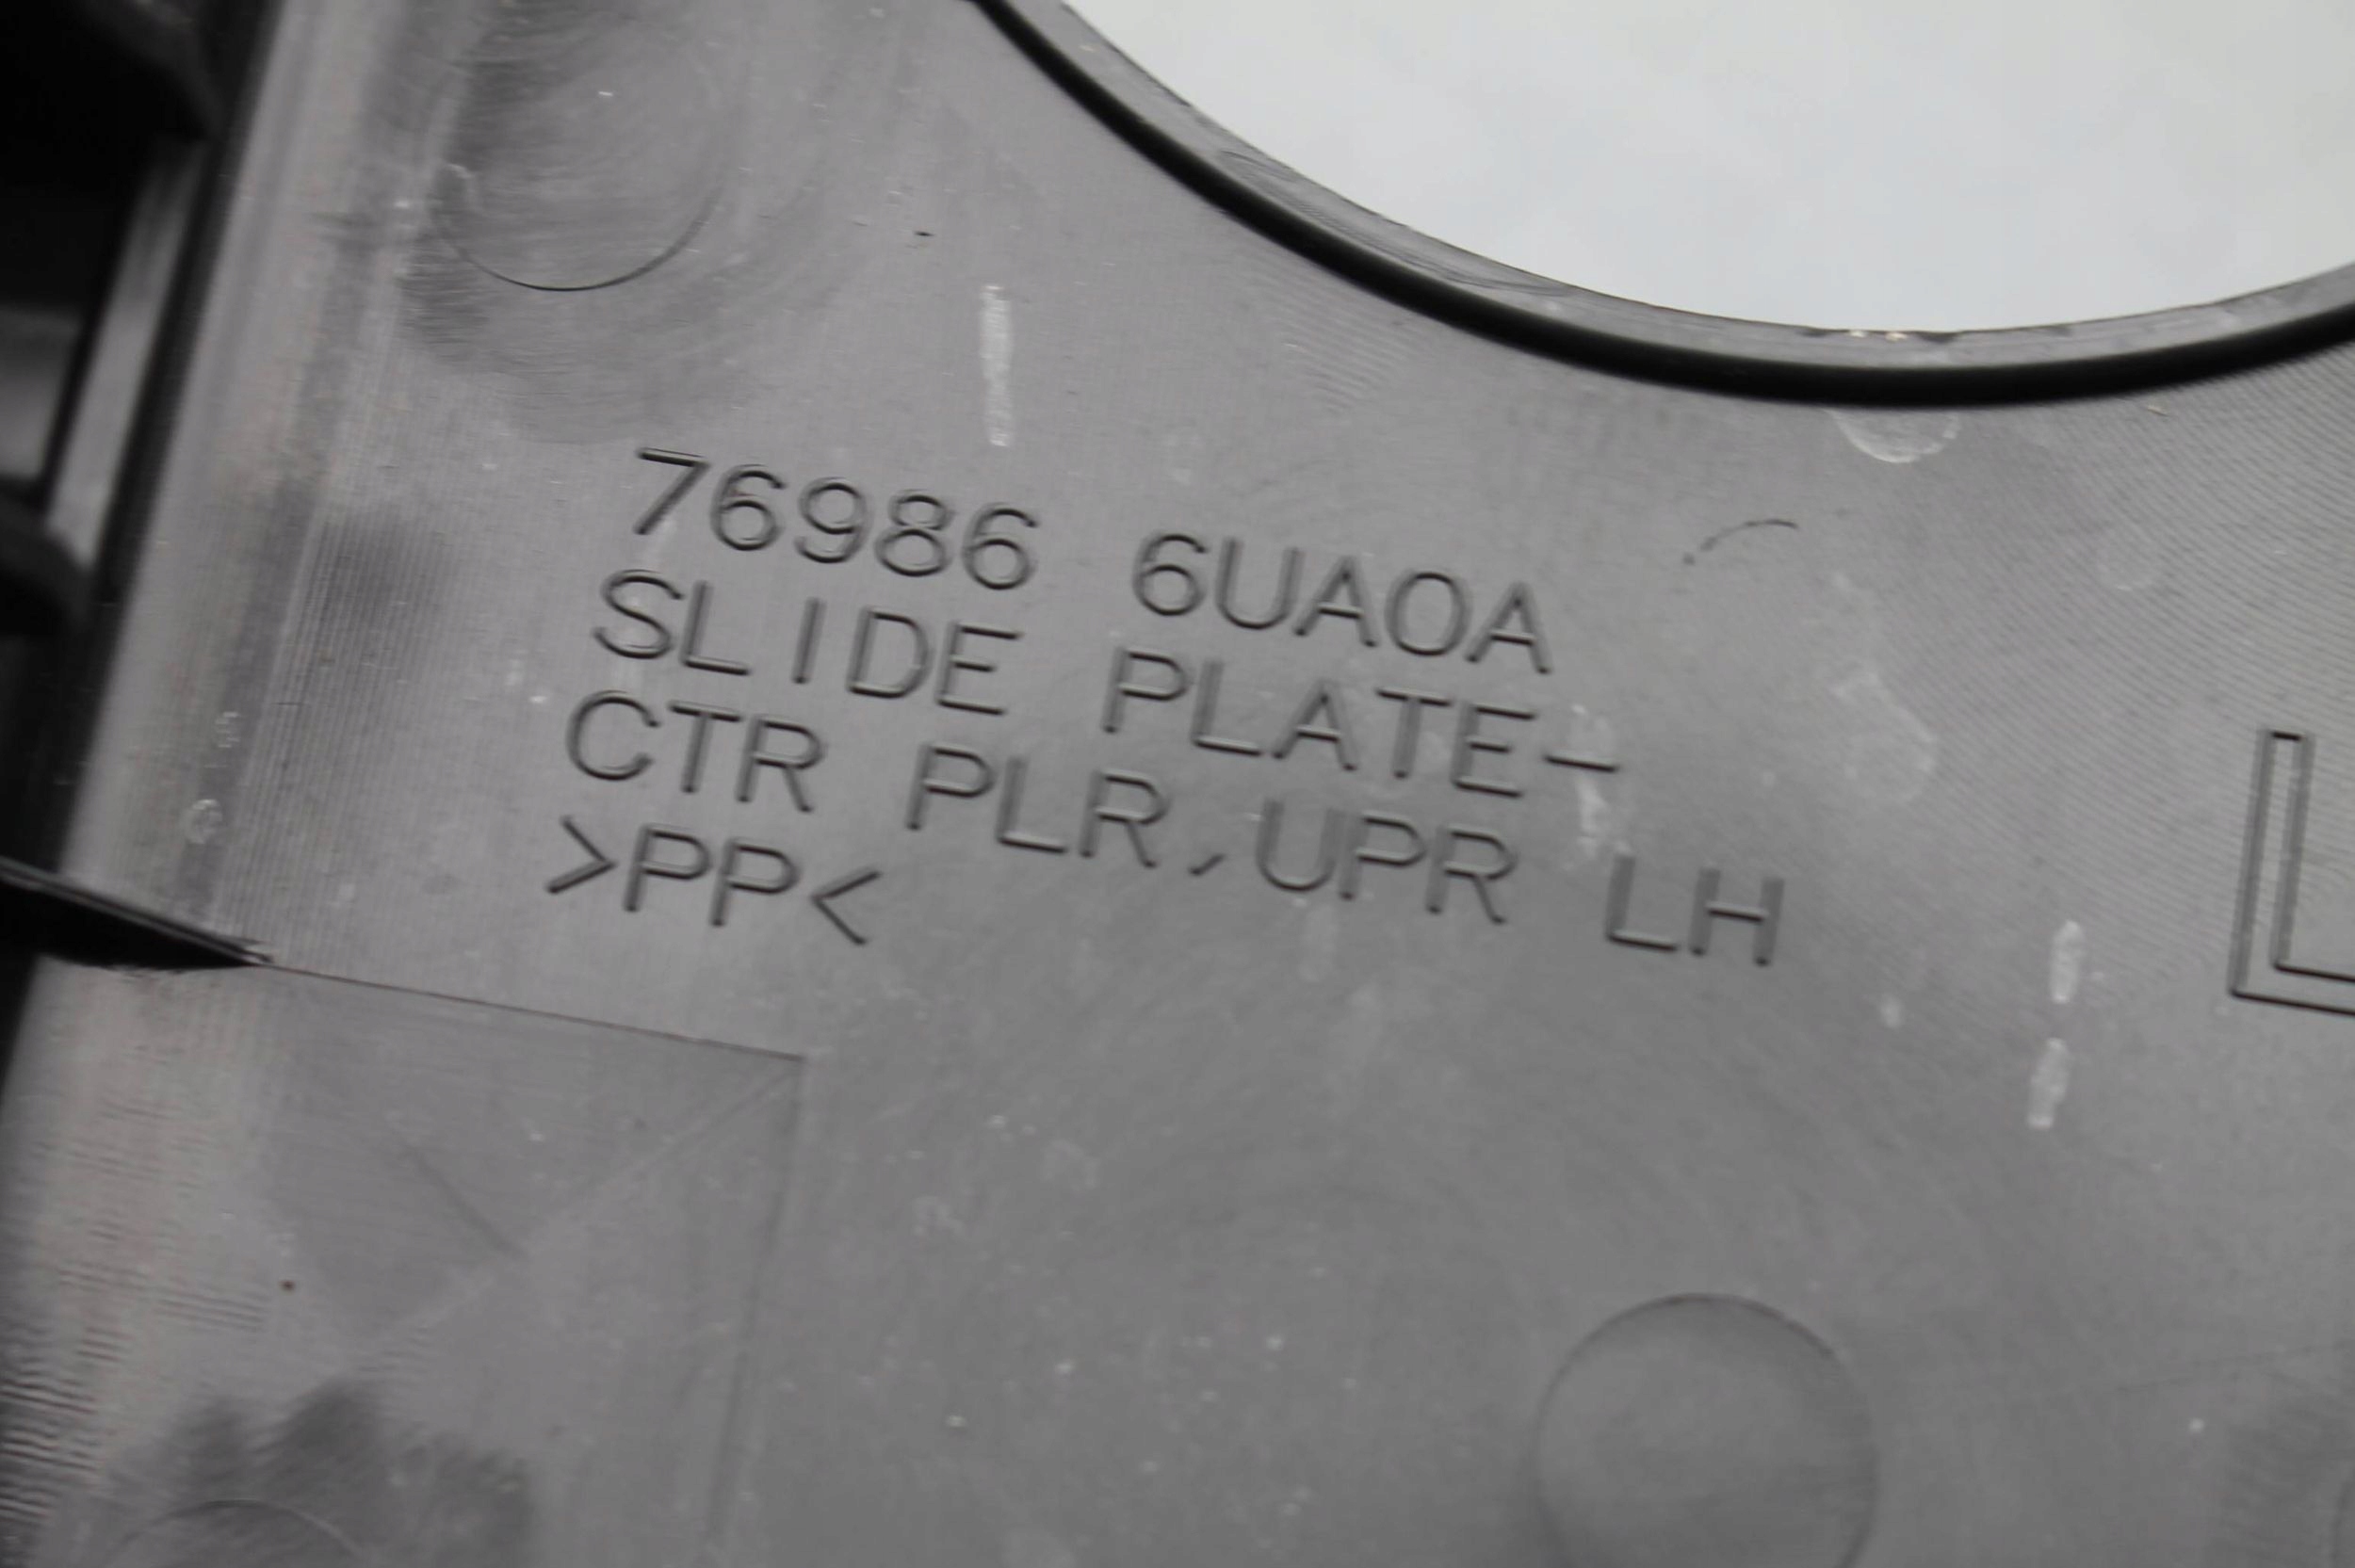 76986 6UA0A
SLIDE PLATE-
CTR PLR,UPR LH
>PP<
L